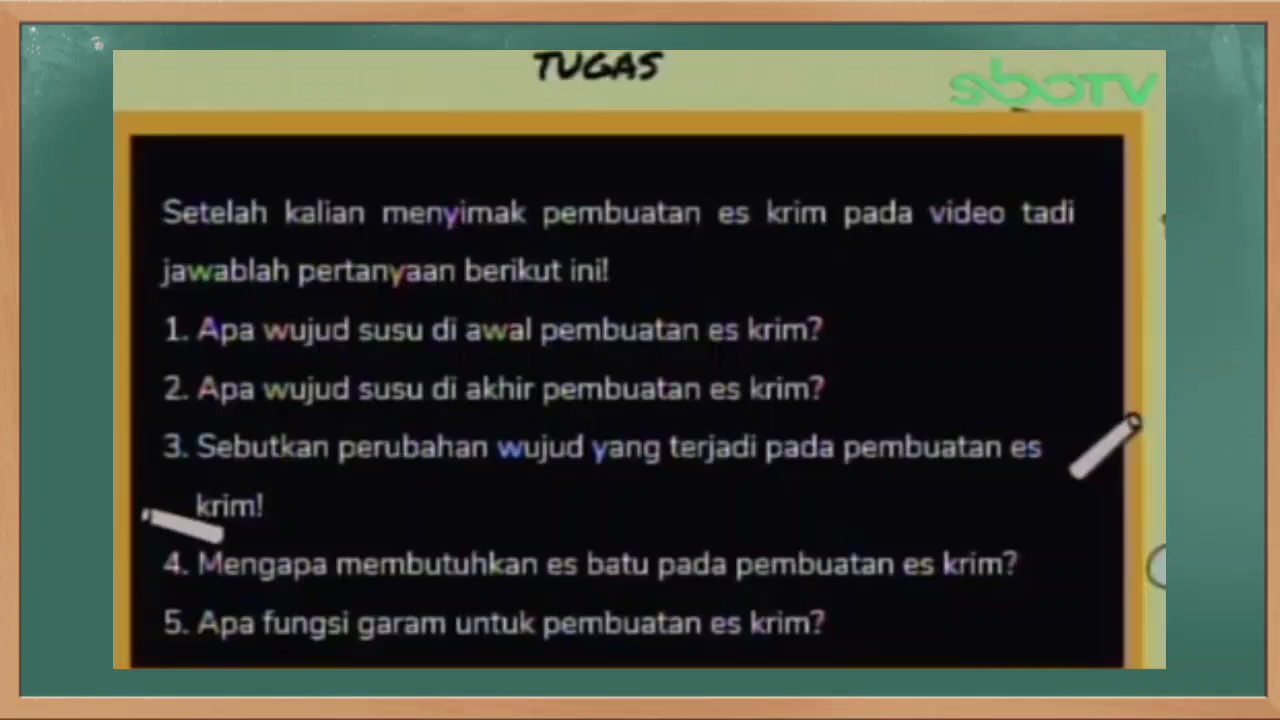 TUGAS
sboTV
Setelah kalian menyimak pembuatan es krim pada video tadi
jawablah pertanyaan berikut ini!
1. Apa wujud susu di awal pembuatan es krim?
2. Apa wujud susu di akhir pembuatan es krim?
3. Sebutkan perubahan wujud yang terjadi pada pembuatan es
krim!
4. Mengapa membutuhkan es batu pada pembuatan es krim?
5. Apa fungsi garam untuk pembuatan es krim?